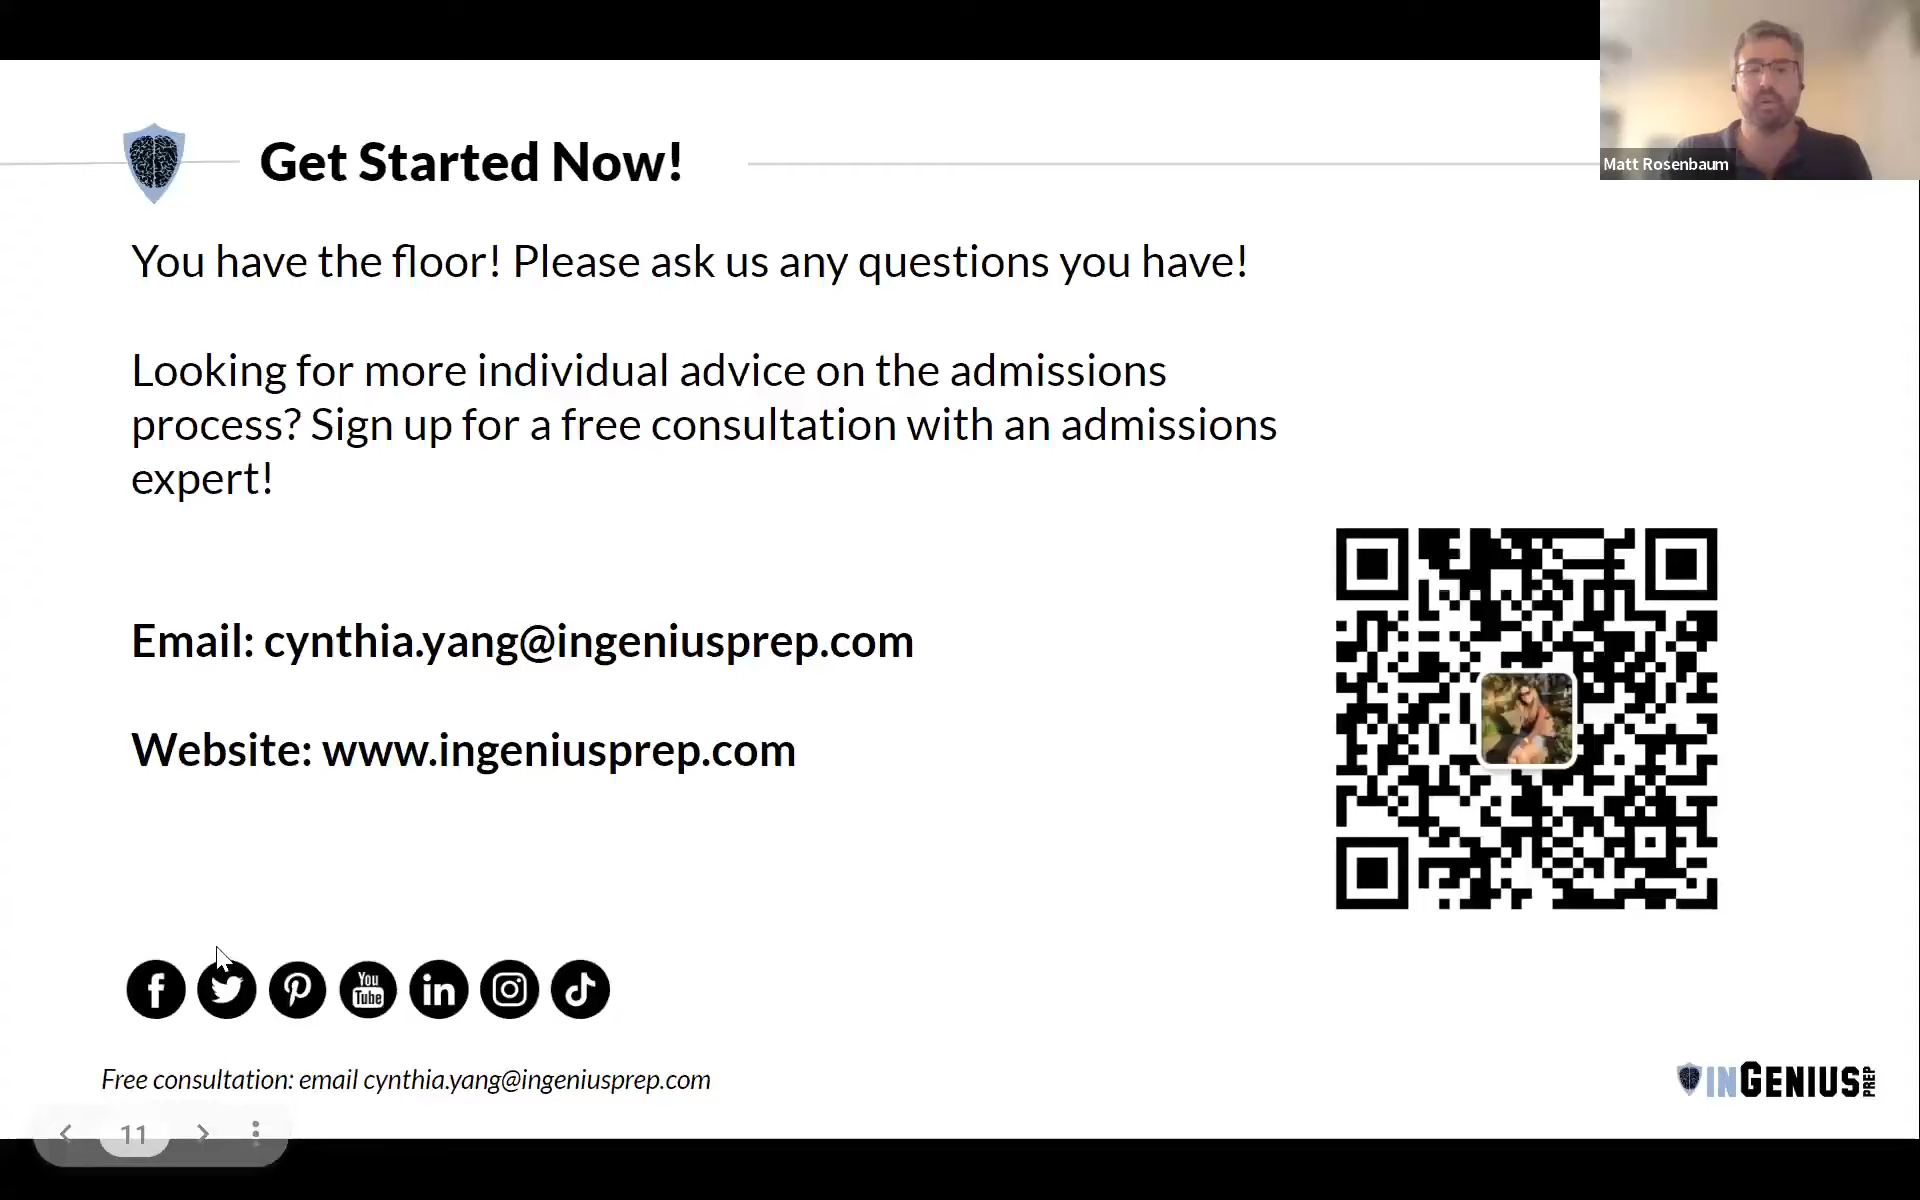 Matt Rosenbaum
Get Started Now!
You have the floor! Please ask us any questions you have!
Looking for more individual advice on the admissions
process? Sign up for a free consultation with an admissions
expert!
Email: cynthia.yang@ingeniusprep.com
Website: www.ingeniusprep.com
You
Tube
in
Free consultation: email cynthia.yang@ingeniusprep.com
INGENIUS PREP
11